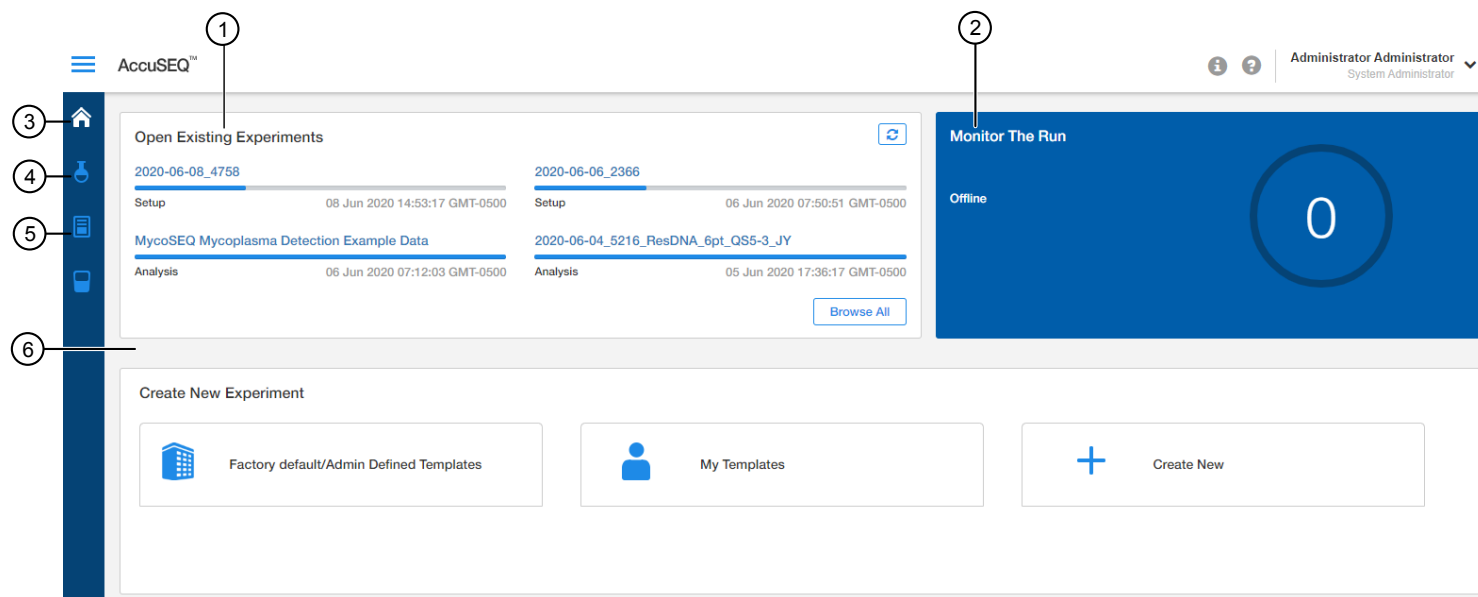 1
2
AccuSEQ™
Administrator Administrator
System Administrator
3
4
5
6
Open Existing Experiments
2020-06-08_4758
Setup 08 Jun 2020 14:53:17 GMT-0500
2020-06-06_2366
Setup 06 Jun 2020 07:50:51 GMT-0500
MycoSEQ Mycoplasma Detection Example Data
Analysis 06 Jun 2020 07:12:03 GMT-0500
2020-06-04_5216_ResDNA_6pt_QS5-3_JY
Analysis 05 Jun 2020 17:36:17 GMT-0500
Browse All
Monitor The Run
Offline
0
Create New Experiment
Factory default/Admin Defined Templates
My Templates
Create New